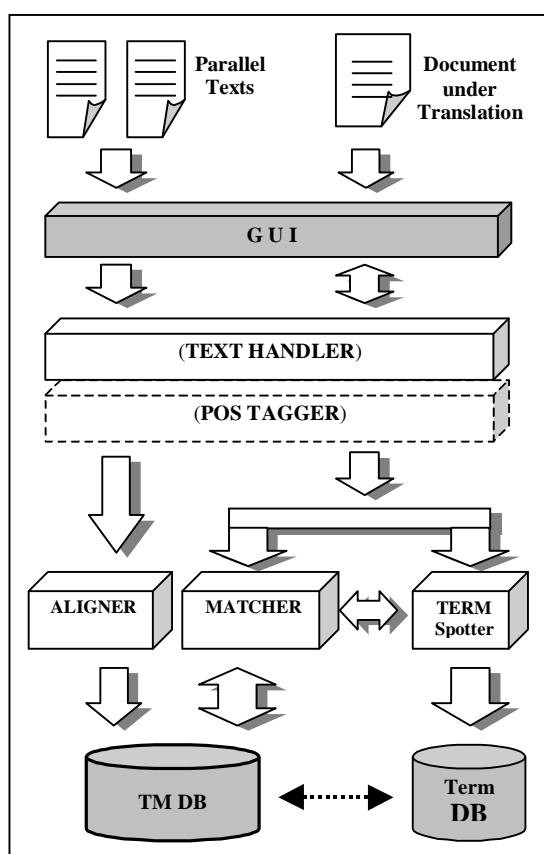 Parallel
Texts
Document
under
Translation
G U I
(TEXT HANDLER)
(POS TAGGER)
ALIGNER
MATCHER
TERM
Spotter
TM DB
Term
DB